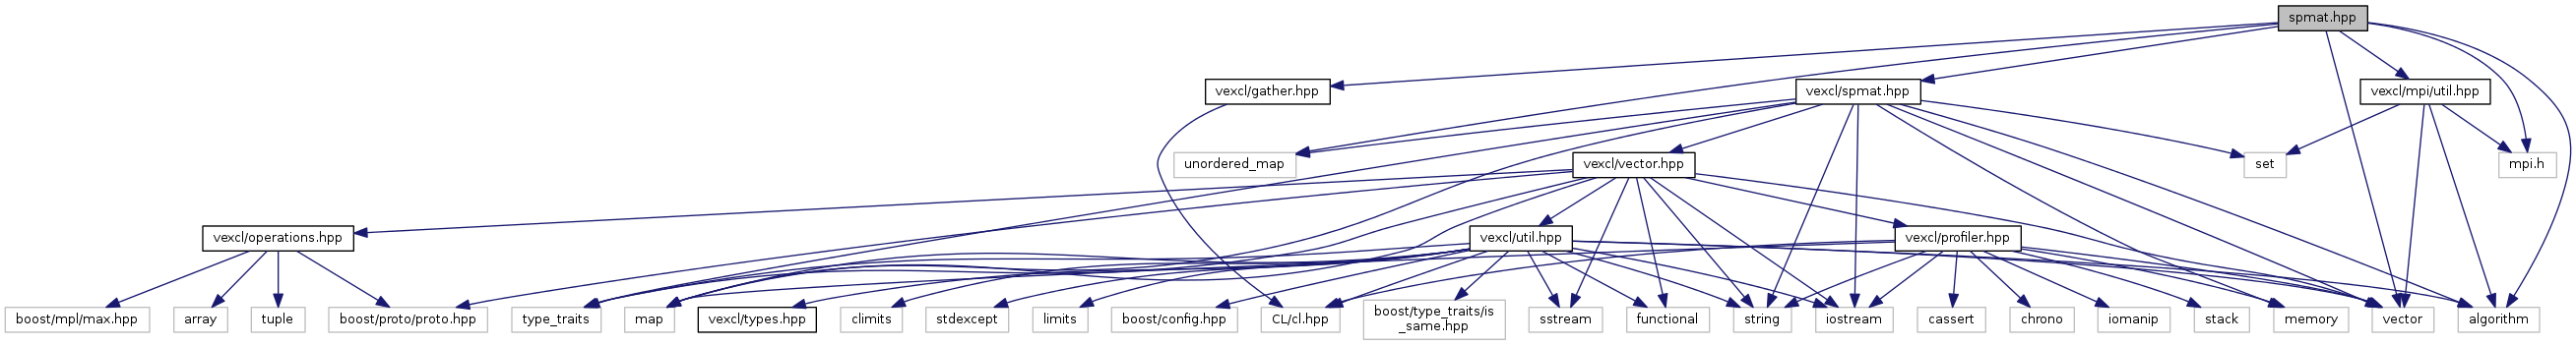 spmat.hpp
vexcl/gather.hpp
vexcl/spmat.hpp
vexcl/mpi/util.hpp
unordered_map
vexcl/vector.hpp
set
mpi.h
vexcl/operations.hpp
vexcl/util.hpp
vexcl/profiler.hpp
boost/mpl/max.hpp
array
tuple
boost/proto/proto.hpp
type_traits
map
vexcl/types.hpp
climits
stdexcept
limits
boost/config.hpp
CL/cl.hpp
boost/type_traits/is
_same.hpp
sstream
functional
string
iostream
cassert
chrono
iomanip
stack
memory
vector
algorithm